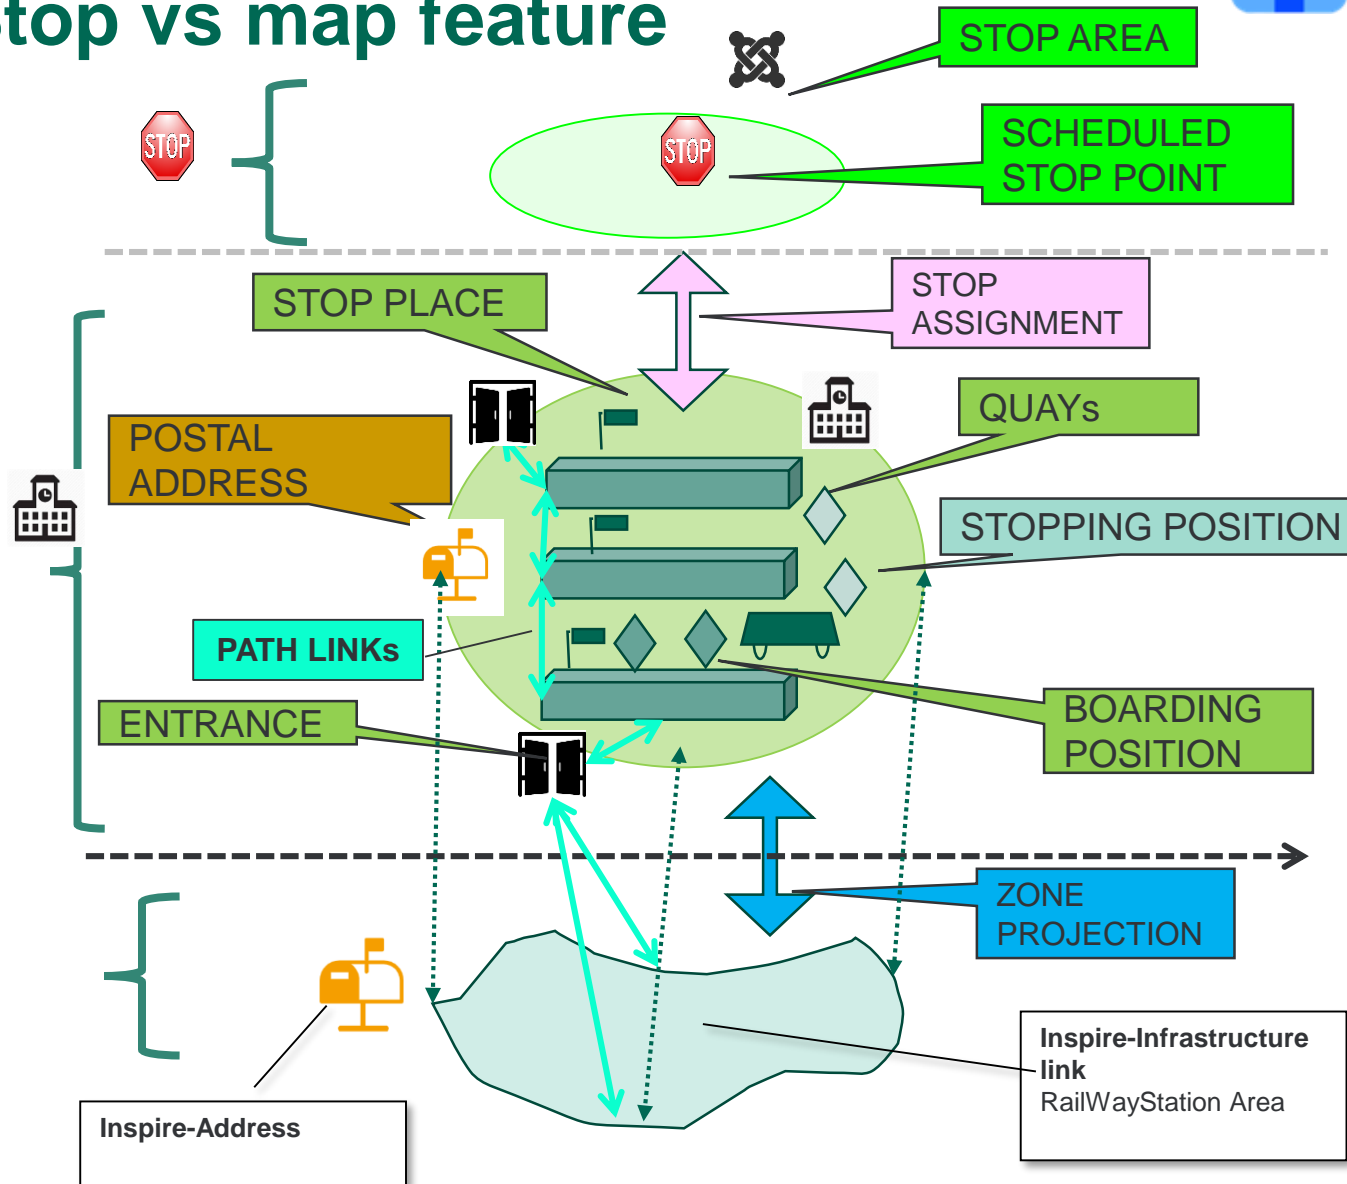 top vs map feature
STOP AREA
STOP
STOP
SCHEDULED
STOP POINT
STOP PLACE
STOP
ASSIGNMENT
POSTAL
ADDRESS
QUAYs
STOPPING POSITION
PATH LINKs
ENTRANCE
BOARDING
POSITION
ZONE
PROJECTION
Inspire-Infrastructure
link
RailWayStation Area
Inspire-Address